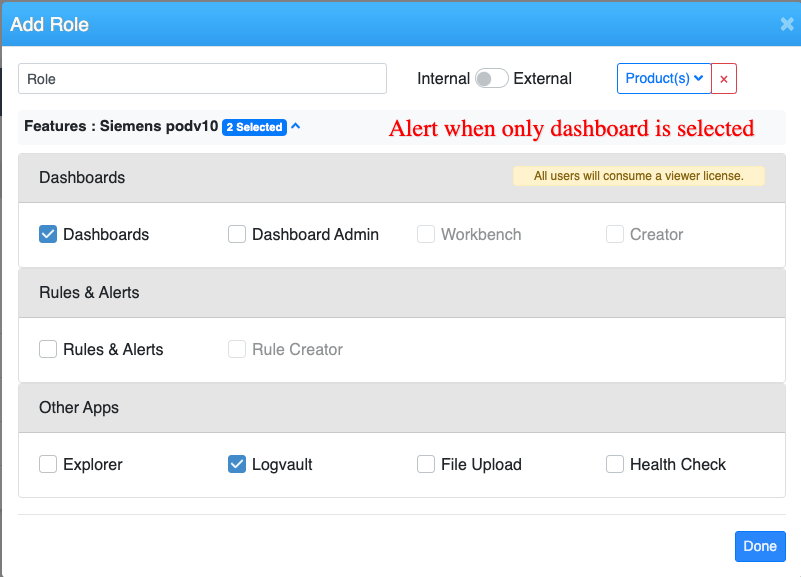 Add Role
Role
Internal External Product(s)
Features : Siemens podv10 2 Selected
Alert when only dashboard is selected
Dashboards
All users will consume a viewer license.
Dashboards Dashboard Admin Workbench Creator
Rules & Alerts
Rules & Alerts Rule Creator
Other Apps
Explorer Logvault File Upload Health Check
Done